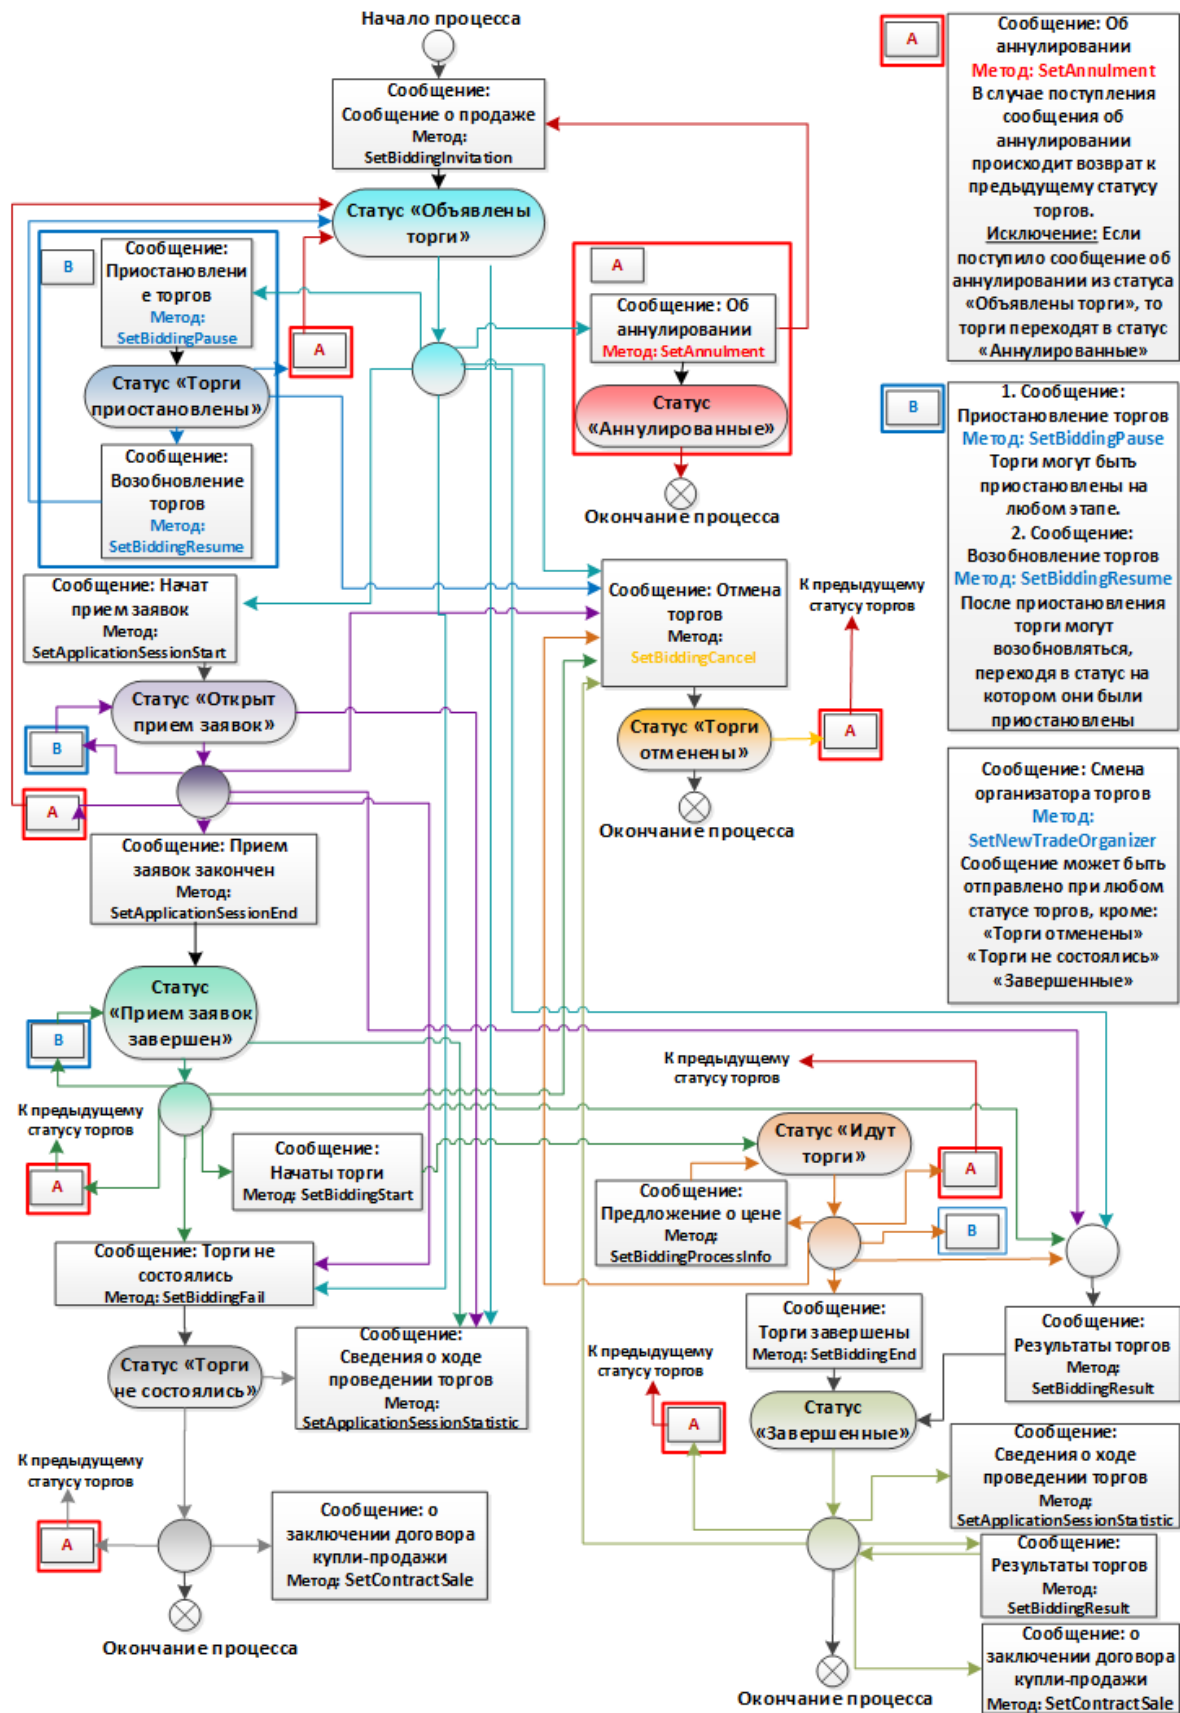 Начало процесса
Сообщение:
Сообщение о продаже
Метод:
SetBiddingInvitation
Статус «Объявлены
торги»
В
Сообщение:
Приостановлени
е торгов
Метод:
SetBiddingPause
Статус «Торги
приостановлены»
Сообщение:
Возобновление
торгов
Метод:
SetBiddingResume
А
А
Сообщение: Об
аннулировании
Метод: SetAnnulment
Статус
«Аннулированные»
Окончание процесса
А
Сообщение: Об
аннулировании
Метод: SetAnnulment
В случае поступления
сообщения об
аннулировании
происходит возврат к
предыдущему статусу
торгов.
Исключение: Если
поступило сообщение об
аннулировании из статуса
«Объявлены торги», то
торги переходят в статус
«Аннулированные»
В
1. Сообщение:
Приостановление торгов
Метод: SetBiddingPause
Торги могут быть
приостановлены на
любом этапе.
2. Сообщение:
Возобновление торгов
Метод: SetBiddingResume
После приостановления
торги могут
возобновляться,
переходя в статус на
котором они были
приостановлены
Сообщение: Смена
организатора торгов
Метод:
SetNewTradeOrganizer
Сообщение может быть
отправлено при любом
статусе торгов, кроме:
«Торги отменены»
«Торги не состоялись»
«Завершенные»
Сообщение: Начат
прием заявок
Метод:
SetApplicationSessionStart
Статус «Открыт
прием заявок»
В
А
Сообщение: Прием
заявок закончен
Метод:
SetApplicationSessionEnd
Сообщение: Отмена
торгов
Метод:
SetBiddingCancel
Статус «Торги
отменены»
Окончание процесса
К предыдущему
статусу торгов
А
Статус
«Прием заявок
завершен»
В
К предыдущему
статусу торгов
А
Сообщение:
Начаты торги
Метод: SetBiddingStart
Сообщение: Торги не
состоялись
Метод: SetBiddingFail
Статус «Торги
не состоялись»
Сообщение:
Сведения о ходе
проведении торгов
Метод:
SetApplicationSessionStatistic
К предыдущему
статусу торгов
А
Сообщение: о
заключении договора
купли-продажи
Метод: SetContractSale
Окончание процесса
К предыдущему
статусу торгов
А
Статус «Идут
торги»
Сообщение:
Предложение о цене
Метод:
SetBiddingProcessInfo
В
Сообщение:
Торги завершены
Метод: SetBiddingEnd
Сообщение:
Результаты торгов
Метод:
SetBiddingResult
К предыдущему
статусу торгов
А
Статус
«Завершенные»
Сообщение:
Сведения о ходе
проведении торгов
Метод:
SetApplicationSessionStatistic
Сообщение:
Результаты торгов
Метод:
SetBiddingResult
Сообщение: о
заключении договора
купли-продажи
Метод: SetContractSale
Окончание процесса